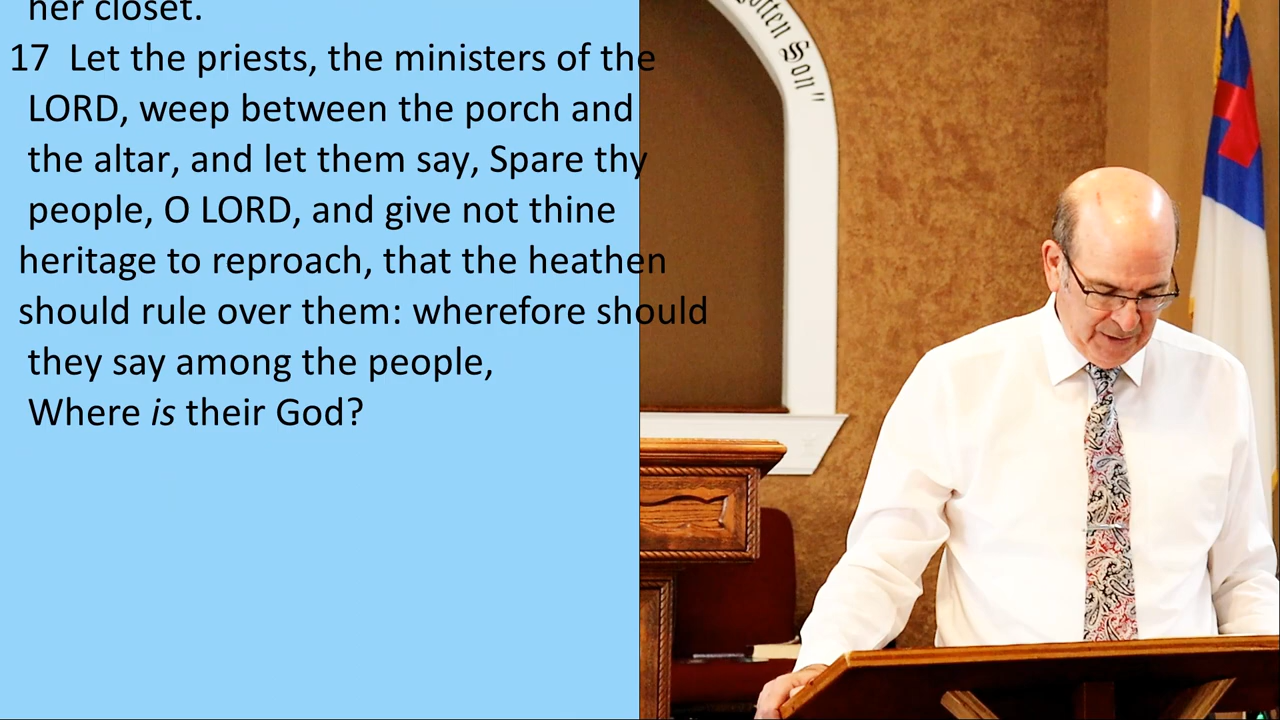 her closet.
17 Let the priests, the ministers of the
LORD, weep between the porch and
the altar, and let them say, Spare thy
people, O LORD, and give not thine
heritage to reproach, that the heathen
should rule over them: wherefore should
they say among the people,
Where is their God?
Son"